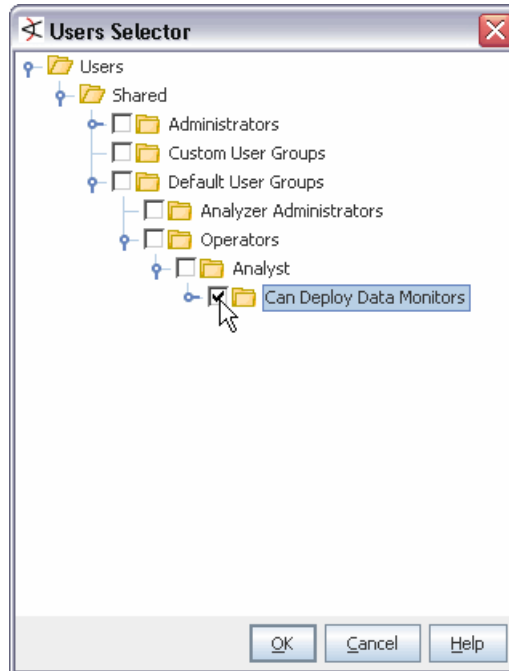 Users Selector
Users
Shared
Administrators
Custom User Groups
Default User Groups
Analyzer Administrators
Operators
Analyst
Can Deploy Data Monitors
OK Cancel Help